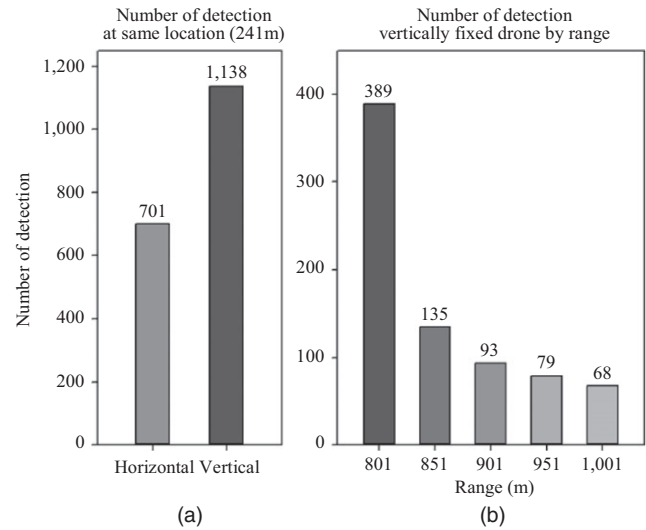 Number of detection
at same location (241m)
1,200
1,000
800
600
400
200
0
Number of detection
701
1,138
Horizontal Vertical
(a)
Number of detection
vertically fixed drone by range
400
300
200
100
0
389
135
93
79
68
801 851 901 951 1,001
Range (m)
(b)